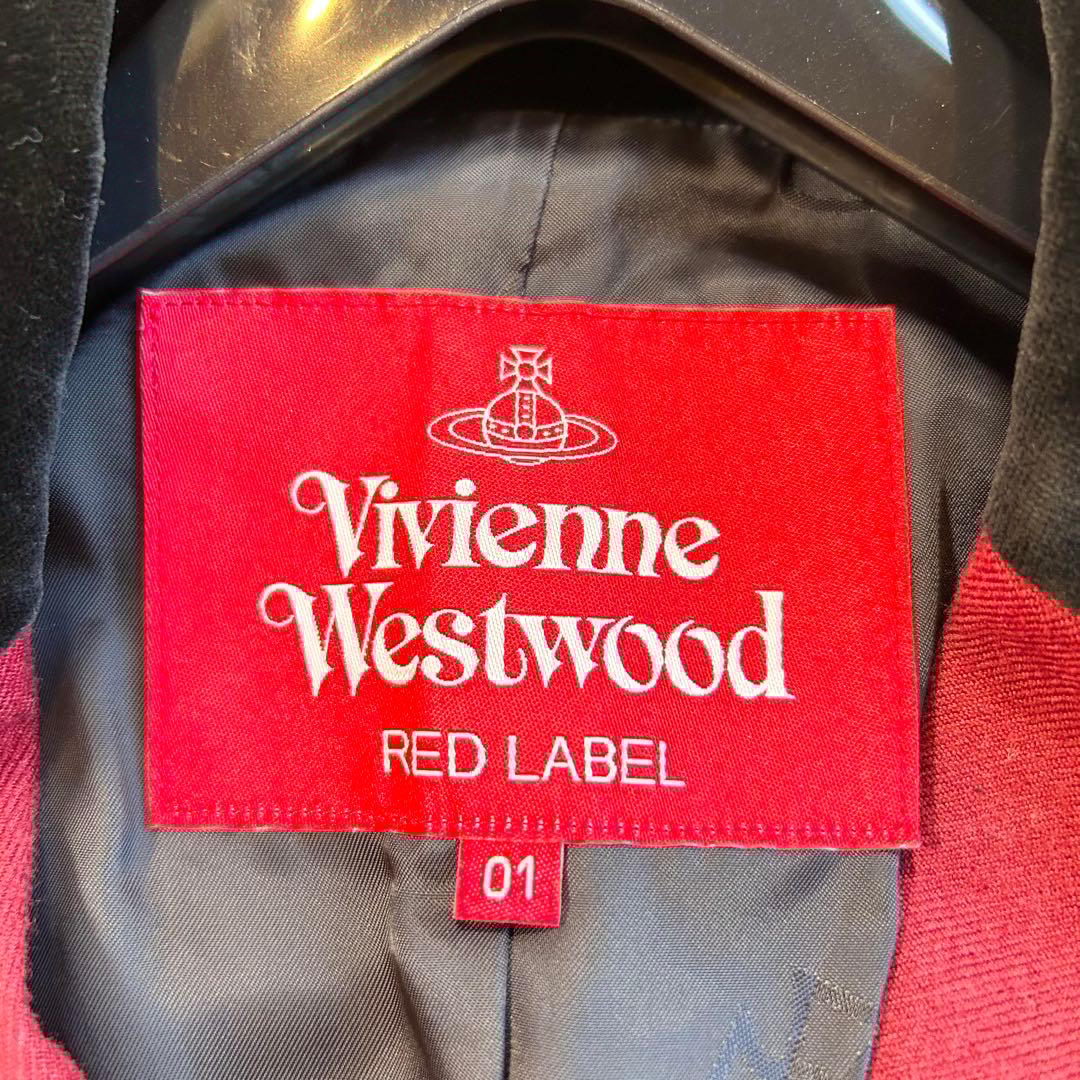 Vivienne
Westwood
RED LABEL
01